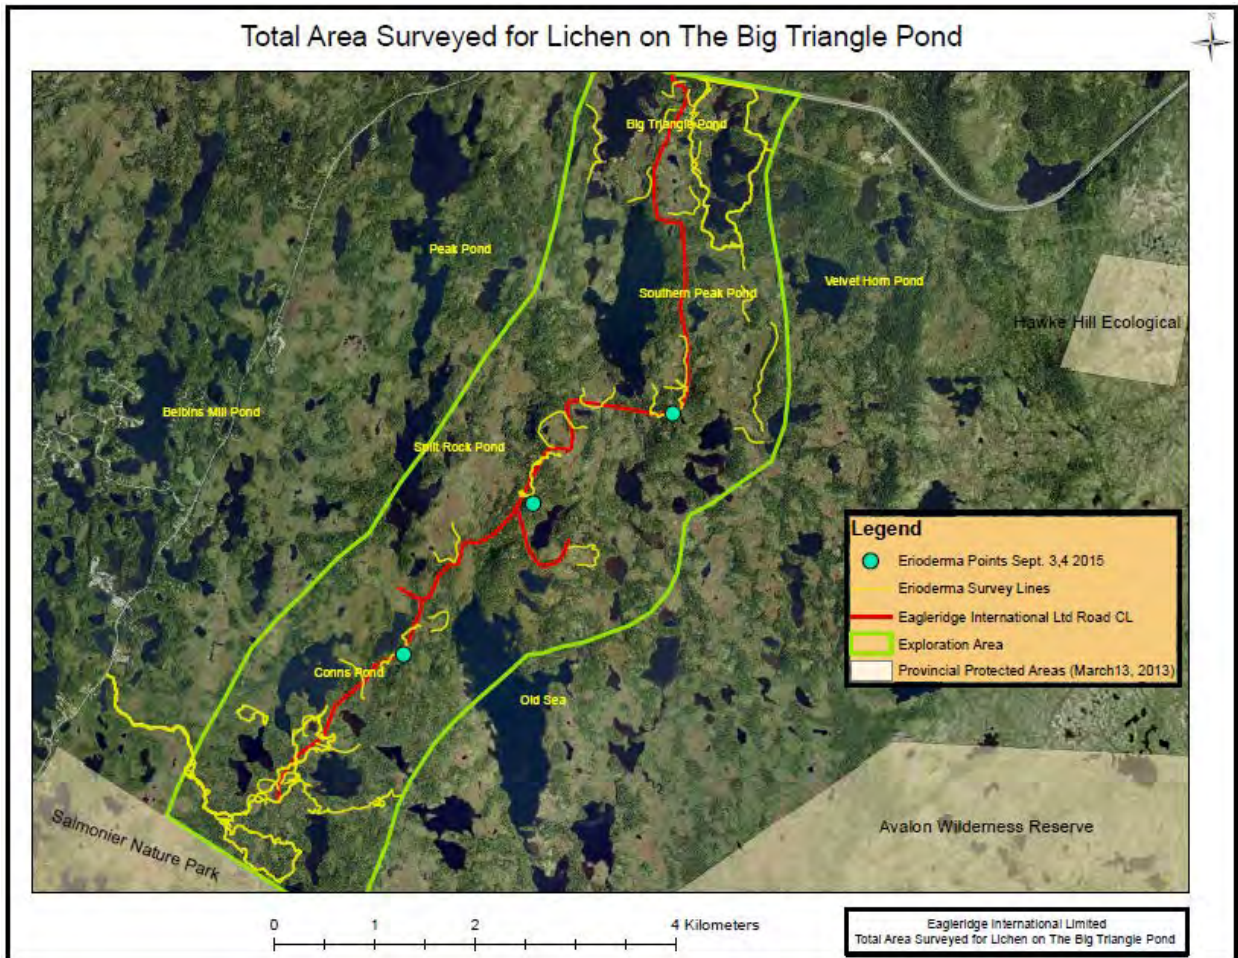 Total Area Surveyed for Lichen on The Big Triangle Pond
N
Big Triangle Pond
Peak Pond
Southern Peak Pond
Velvet Horn Pond
Hawke Hill Ecological
Belbins Mill Pond
Split Rock Pond
Conns Pond
Old Sea
Salmonier Nature Park
Avalon Wilderness Reserve
Legend
Erioderma Points Sept. 3,4 2015
Erioderma Survey Lines
Eagleridge International Ltd Road CL
Exploration Area
Provincial Protected Areas (March13, 2013)
0 1 2 4 Kilometers
Eagleridge International Limited
Total Area Surveyed for Lichen on The Big Triangle Pond